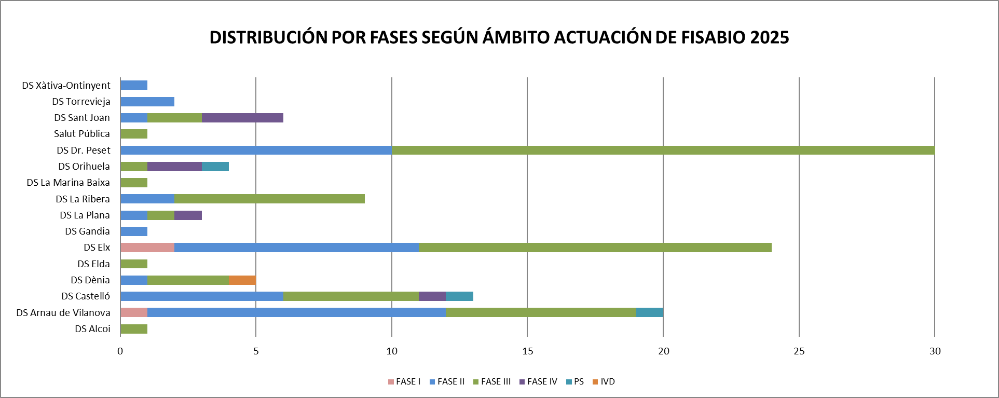 DISTRIBUCIÓN POR FASES SEGÚN ÁMBITO ACTUACIÓN DE FISABIO 2025
DS Xàtiva-Ontinyent
DS Torrevieja
DS Sant Joan
Salut Pública
DS Dr. Peset
DS Orihuela
DS La Marina Baixa
DS La Ribera
DS La Plana
DS Gandia
DS Elx
DS Elda
DS Dènia
DS Castelló
DS Arnau de Vilanova
DS Alcoi
0 5 10 15 20 25 30
FASE I FASE II FASE III FASE IV PS IVD